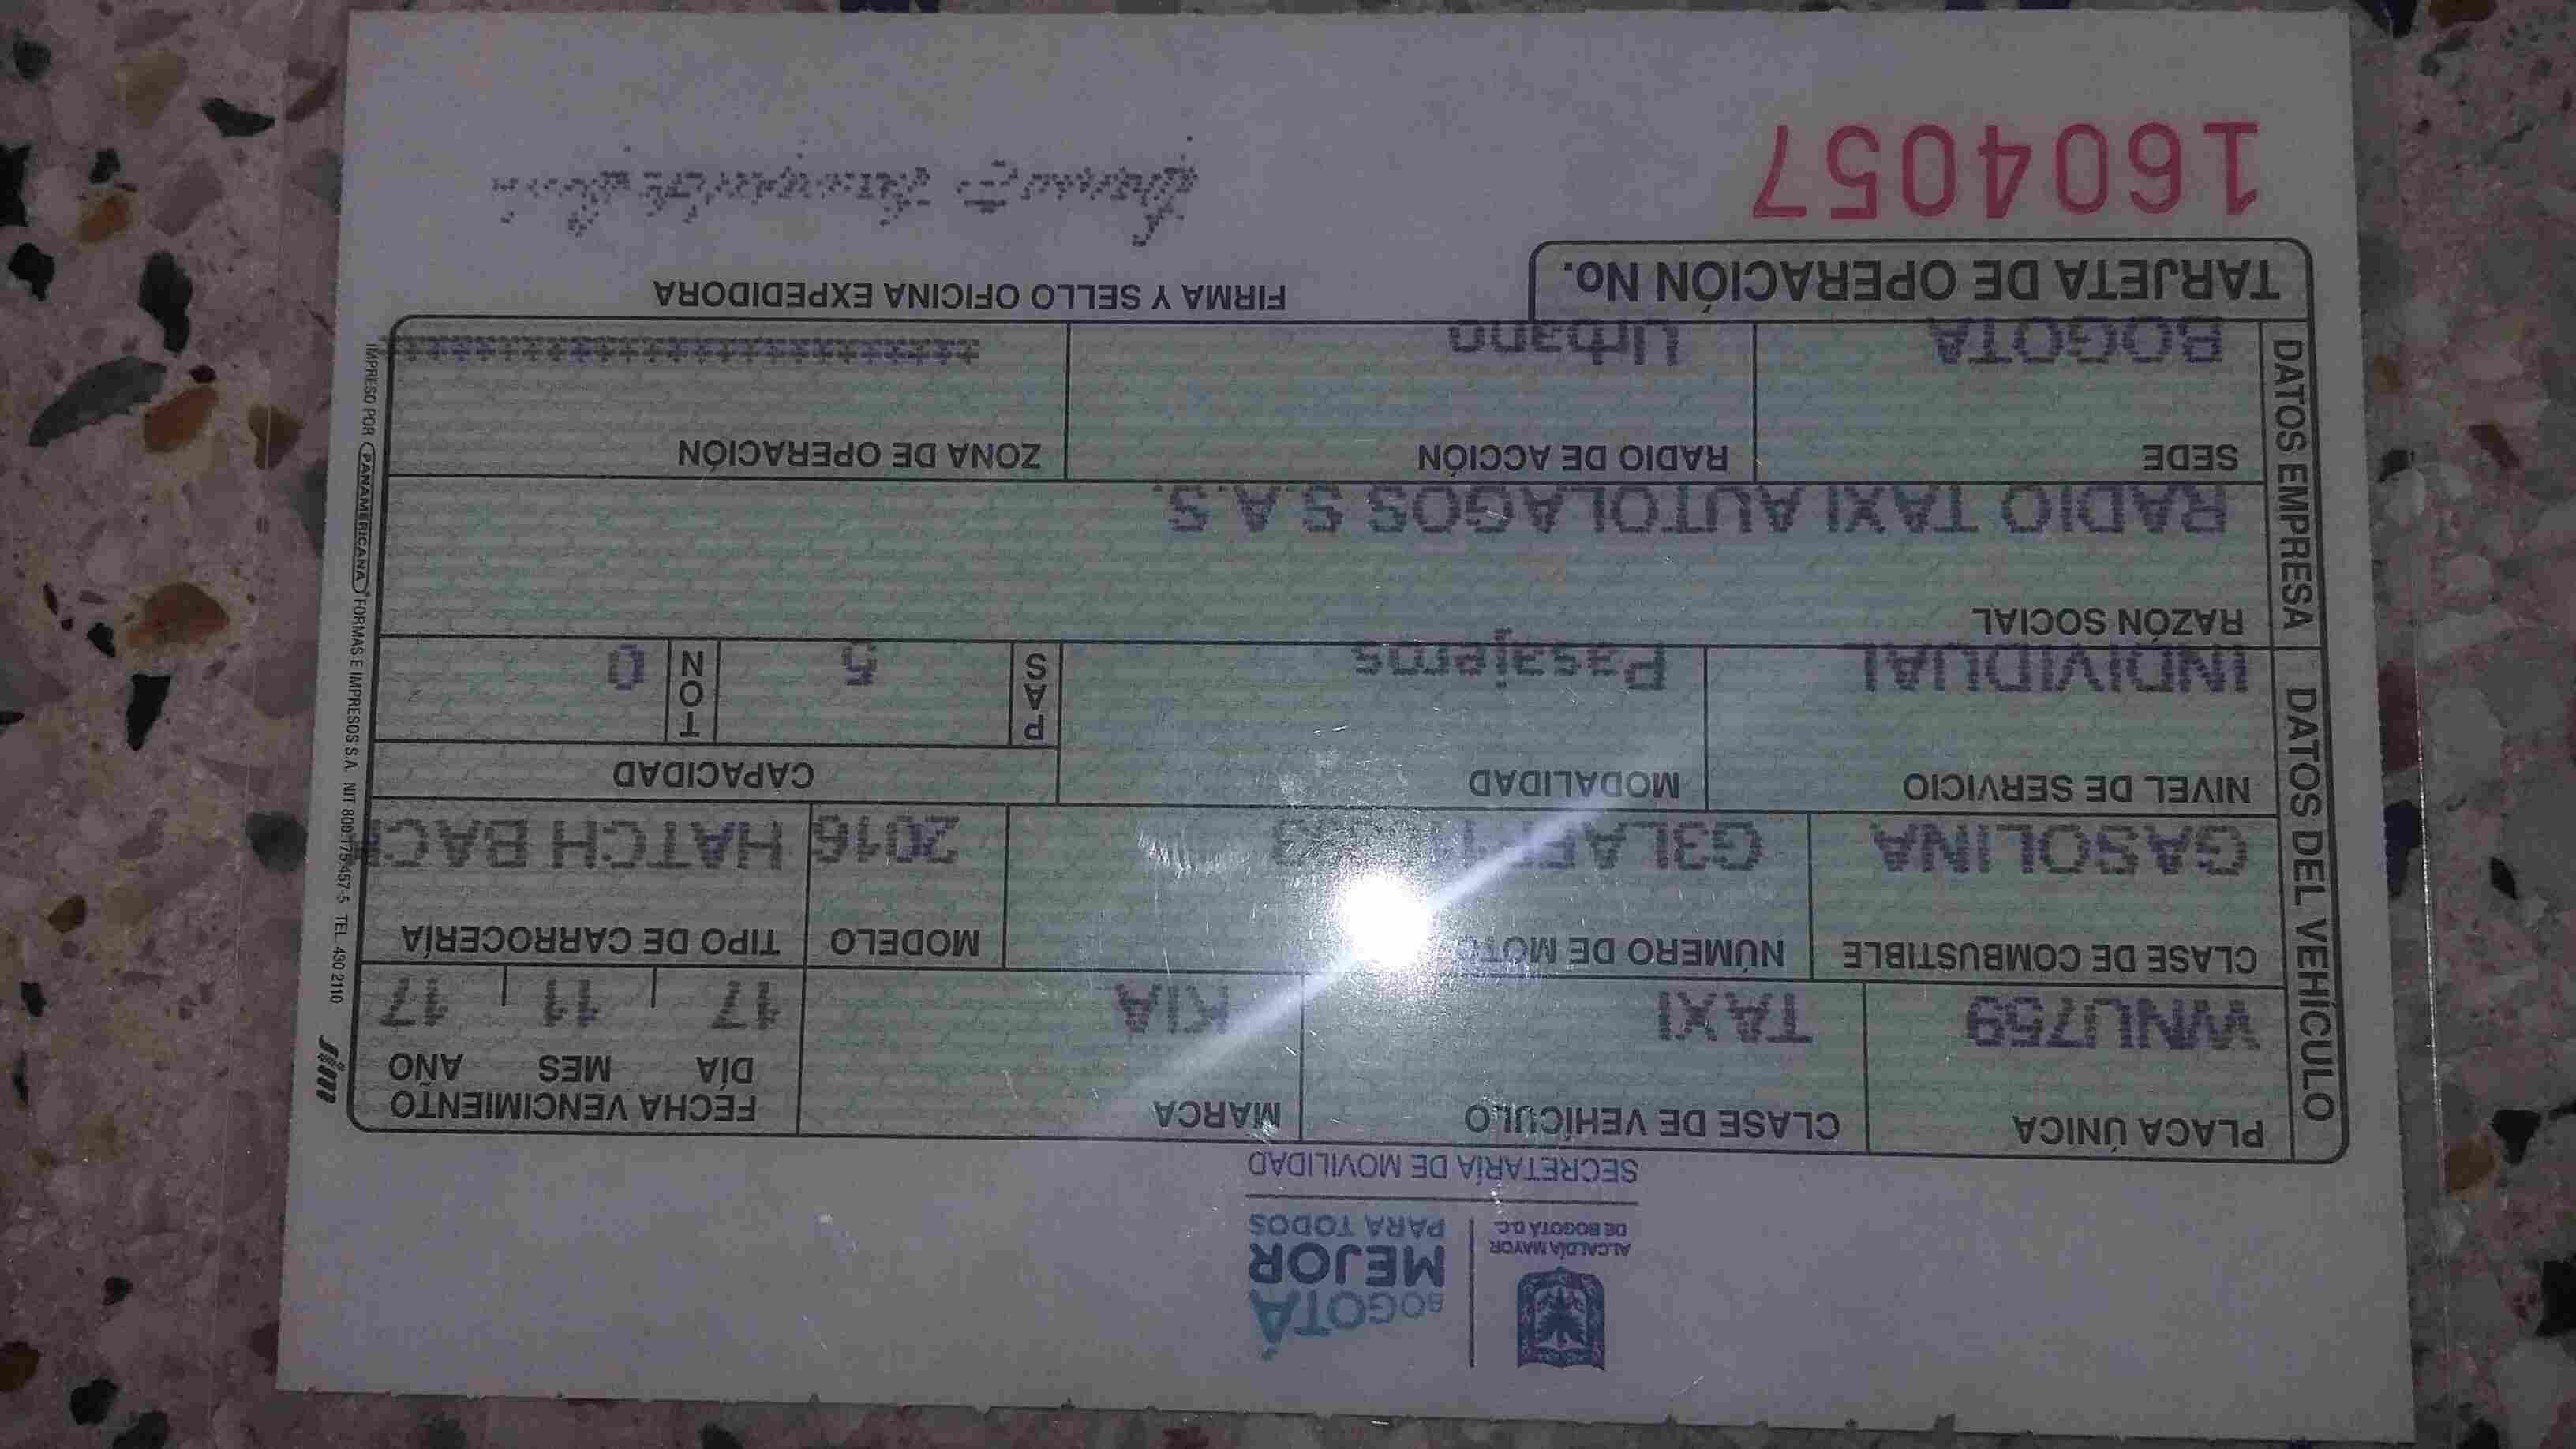 ALCALDÍA MAYOR
DE BOGOTÁ D.C.
BOGOTÁ
MEJOR
PARA TODOS
SECRETARÍA DE MOVILIDAD
DATOS DEL VEHÍCULO
PLACA ÚNICA CLASE DE VEHÍCULO MARCA FECHA VENCIMIENTO
DÍA MES AÑO
WNU759 TAXI KIA 17 11 17
CLASE DE COMBUSTIBLE NÚMERO DE MODELO TIPO DE CARROCERÍA
GASOLINA 2016 HATCH BACK
NIVEL DE SERVICIO MODALIDAD CAPACIDAD
INDIVIDUAL Pasajeros PAS 5 TON 0
DATOS EMPRESA
RAZÓN SOCIAL
RADIO TAXI AUTOLAGOS S.A.S.
SEDE RADIO DE ACCIÓN ZONA DE OPERACIÓN
BOGOTA Urbano ************************
TARJETA DE OPERACIÓN No. FIRMA Y SELLO OFICINA EXPEDIDORA
1604057
sim
IMPRESO POR PANAMERICANA FORMAS E IMPRESOS S.A. NIT 800.175.457-5 TEL. 430 2110